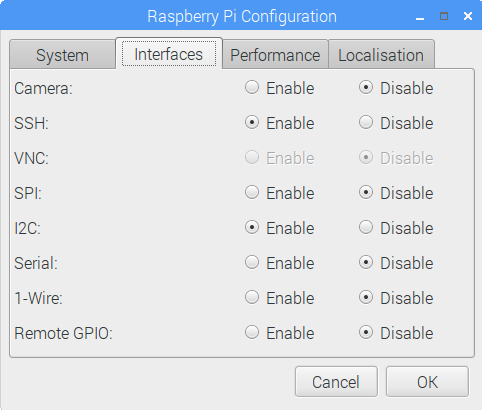 Raspberry Pi Configuration
System Interfaces Performance Localisation
Camera: Enable Disable
SSH: Enable Disable
VNC: Enable Disable
SPI: Enable Disable
I2C: Enable Disable
Serial: Enable Disable
1-Wire: Enable Disable
Remote GPIO: Enable Disable
Cancel OK